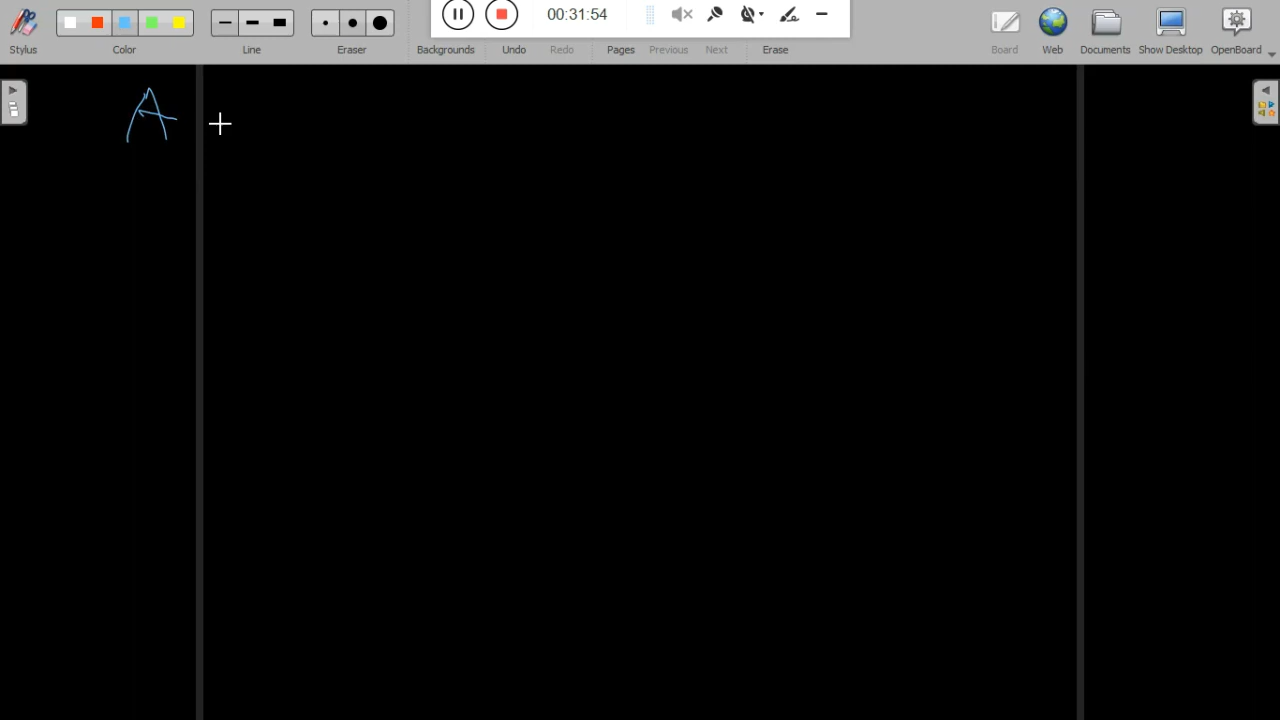 00:31:54
Stylus Color Line Eraser Backgrounds Undo Redo Pages Previous Next Erase Board Web Documents Show Desktop OpenBoard
A